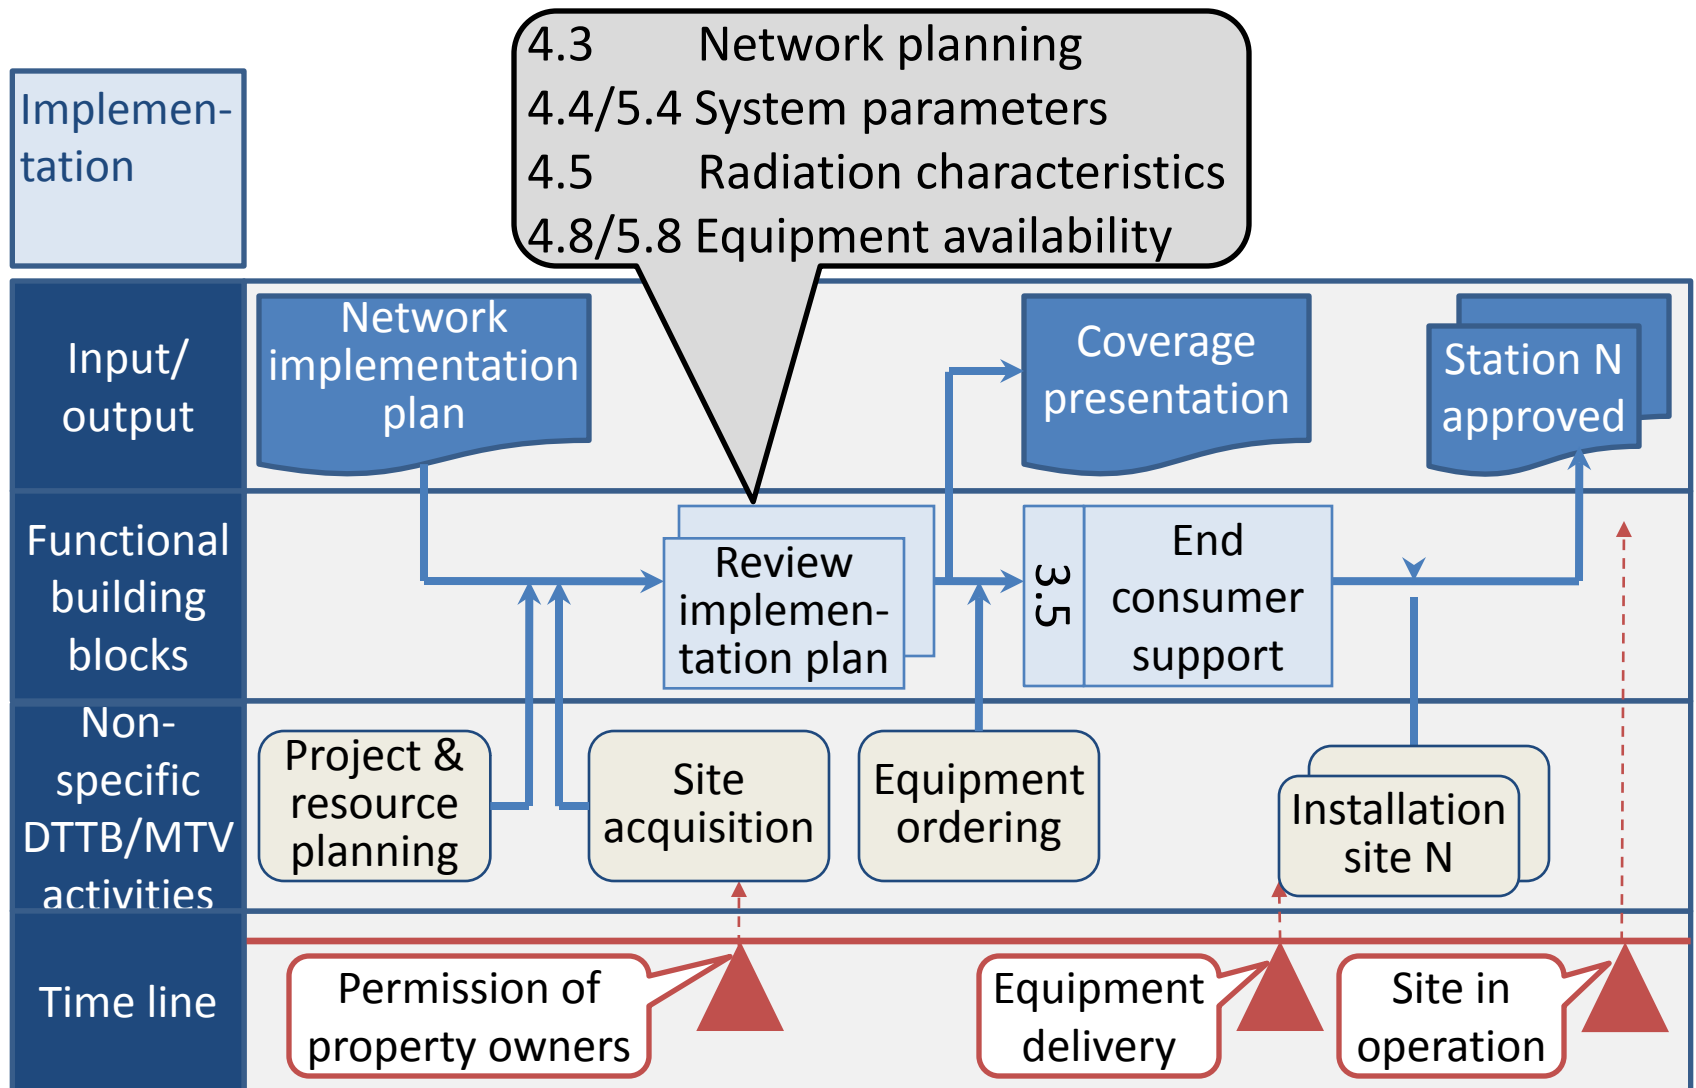 4.3 Network planning
4.4/5.4 System parameters
4.5 Radiation characteristics
4.8/5.8 Equipment availability
Implemen-
tation
Input/
output
Network
implementation
plan
Coverage
presentation
Station N
approved
Functional
building
blocks
Review
implemen-
tation plan
3.5
End
consumer
support
Non-
specific
DTTB/MTV
activities
Project &
resource
planning
Site
acquisition
Equipment
ordering
Installation
site N
Time line
Permission of
property owners
Equipment
delivery
Site in
operation